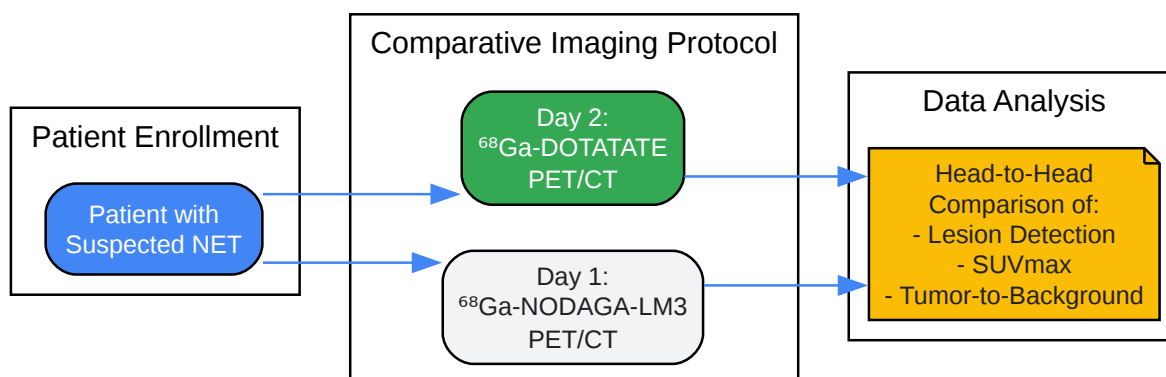 Patient Enrollment
Patient with
Suspected NET
Comparative Imaging Protocol
Day 2:
⁶⁸Ga-DOTATATE
PET/CT
Day 1:
⁶⁸Ga-NODAGA-LM3
PET/CT
Data Analysis
Head-to-Head
Comparison of:
- Lesion Detection
- SUVmax
- Tumor-to-Background